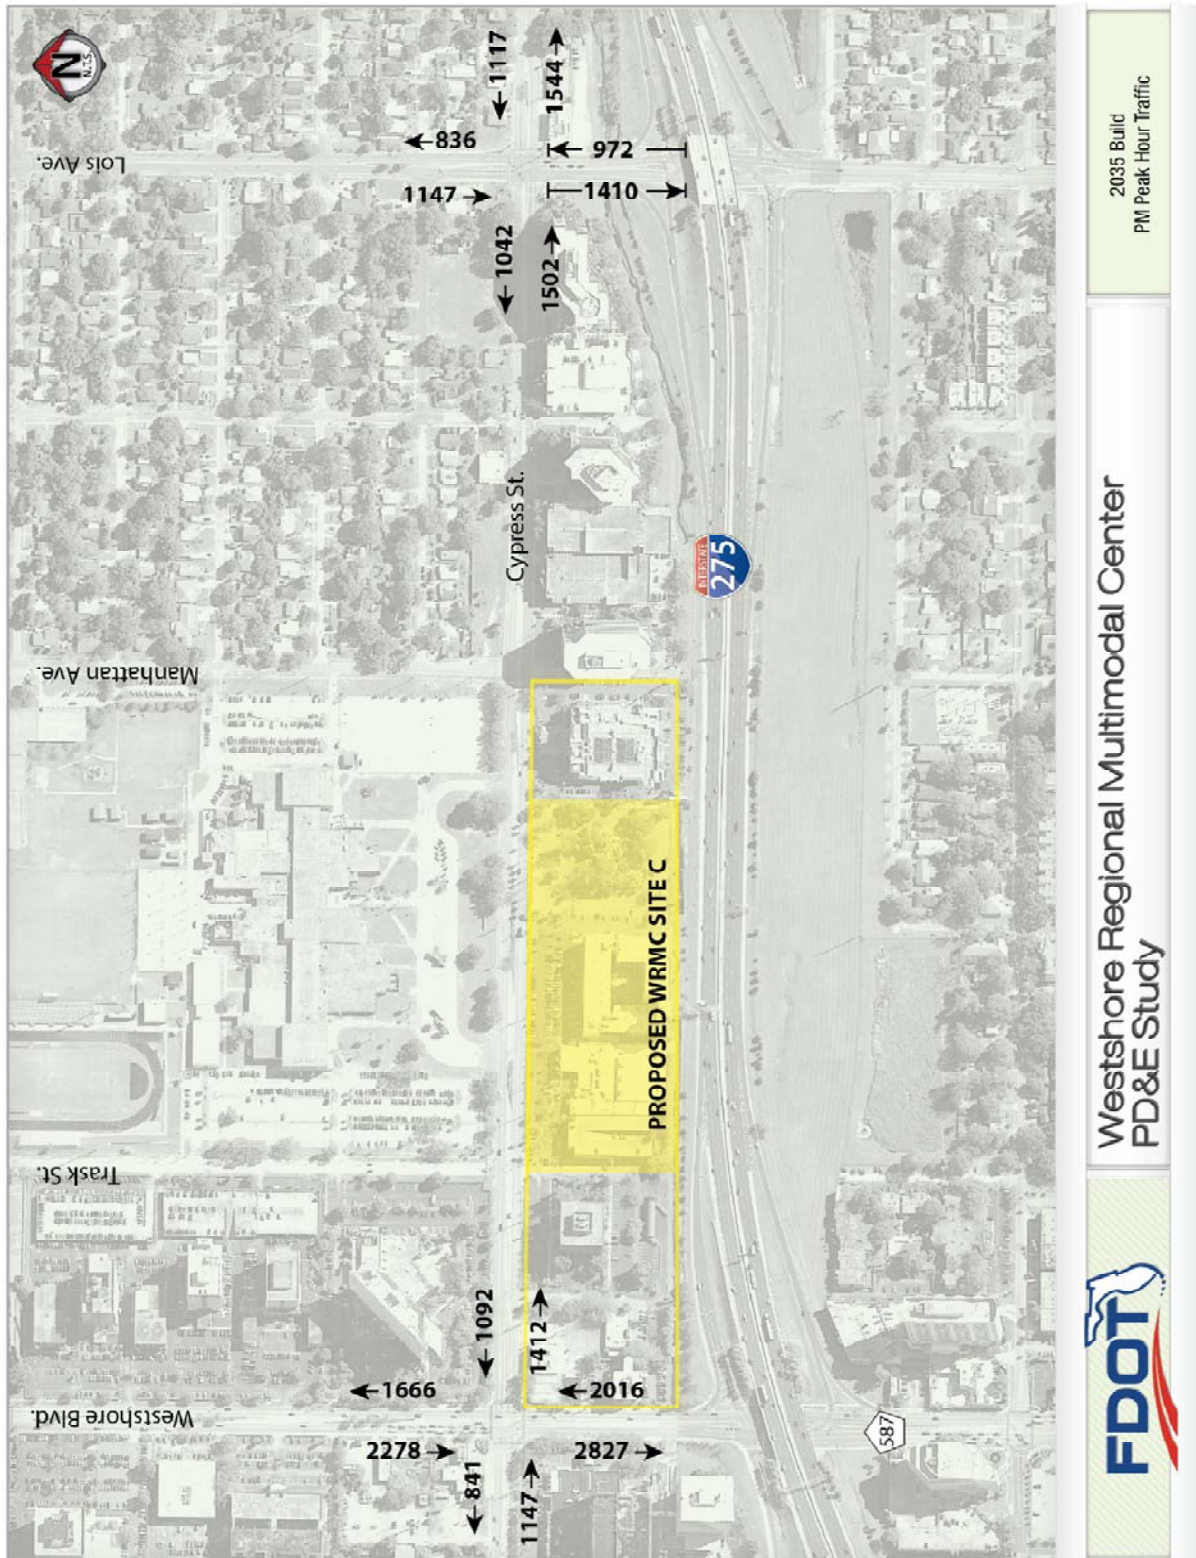 N
N.T.S.
Lois Ave.
1117
1544
836
972
1147
1410
1042
1502
Cypress St.
INTERSTATE
275
Manhattan Ave.
PROPOSED WRMC SITE C
Trask St.
1092
1412
1666
2016
Westshore Blvd.
2278
2827
841
1147
587
2035 Build
PM Peak Hour Traffic
Westshore Regional Multimodal Center
PD&E Study
FDOT